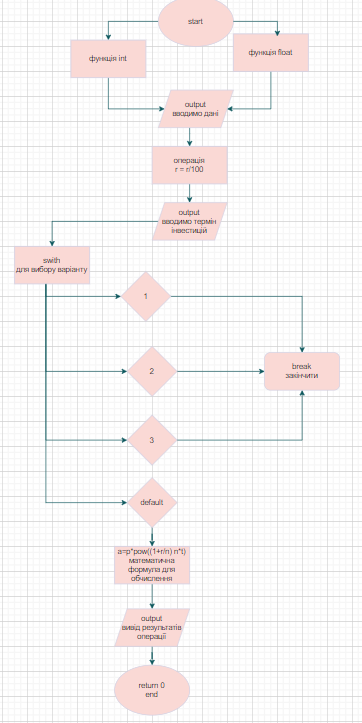 start
функція int
функкція float
output
вводимо дані
операція
r = r/100
output
вводимо термін
інвестицій
swith
для вибору варіанту
1
2
break
закінчити
3
default
a=p*pow((1+r/n) n*t)
математична
формула для
обчислення
output
вивід результатів
операції
return 0
end